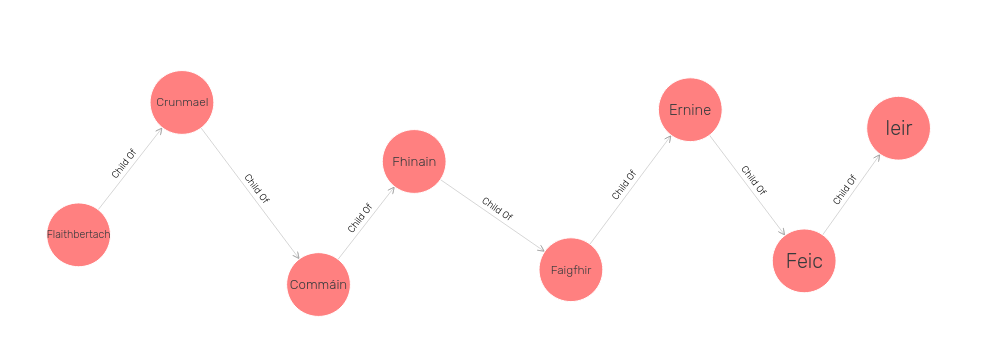 Flaithbertach
Child Of
Crunmael
Child Of
Commáin
Child Of
Fhinain
Child Of
Faigfhir
Child Of
Ernine
Child Of
Feic
Child Of
Ieir